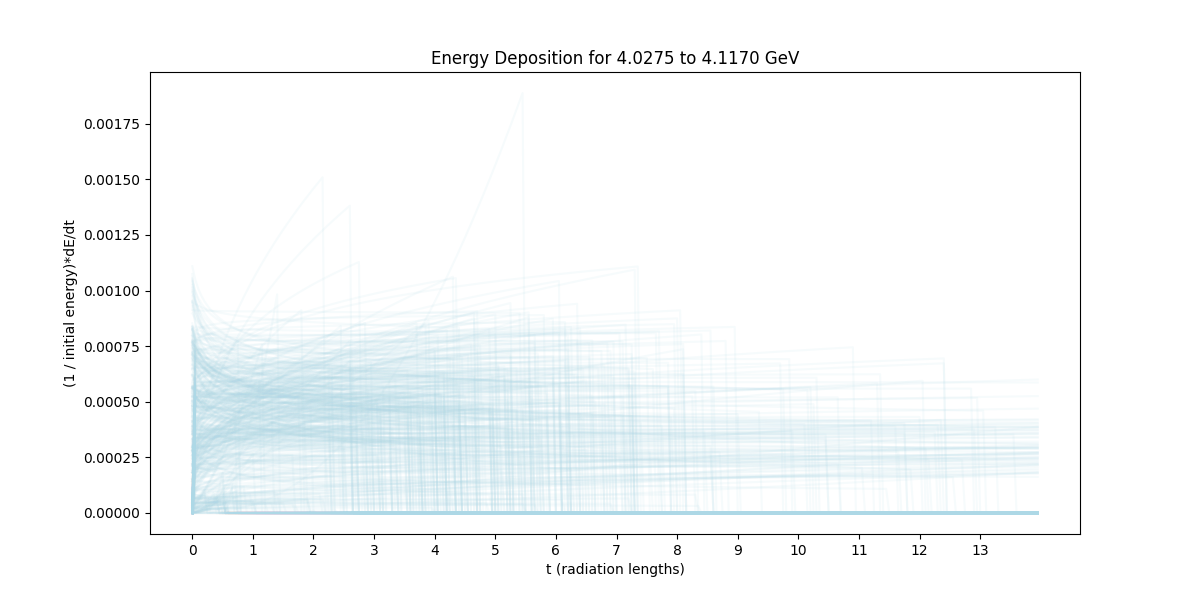 Energy Deposition for 4.0275 to 4.1170 GeV
(1 / initial energy)*dE/dt
0.00175
0.00150
0.00125
0.00100
0.00075
0.00050
0.00025
0.00000
0 1 2 3 4 5 6 7 8 9 10 11 12 13
t (radiation lengths)